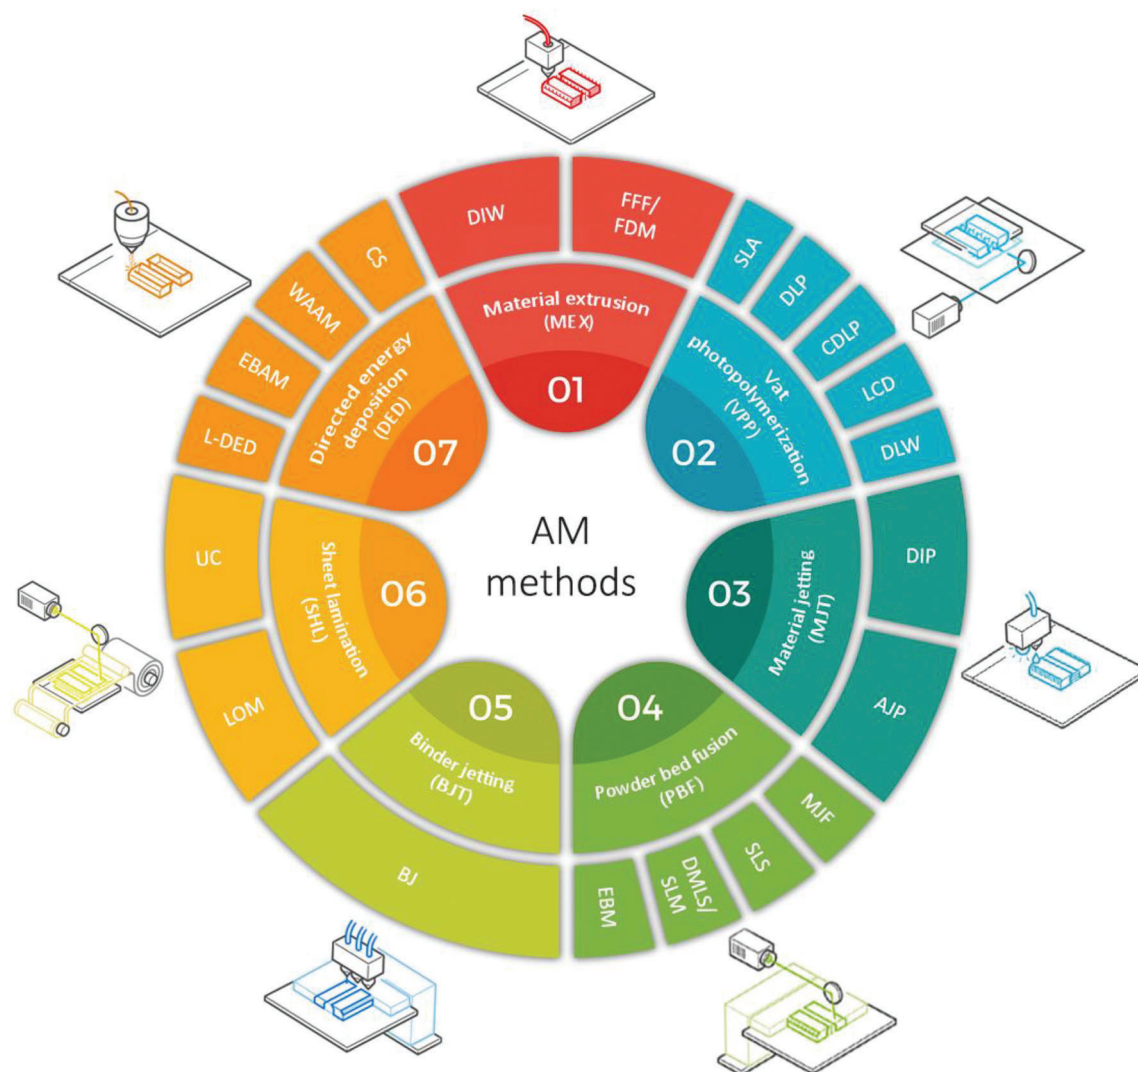 AM
methods
01
Material extrusion
(MEX)
DIW
FFF/
FDM
02
Vat
photopolymerization
(VPP)
SLA
DLP
CDLP
LCD
DLW
03
Material jetting
(MJT)
DIP
AJP
04
Powder bed fusion
(PBF)
MJF
SLS
DMLS/
SLM
EBM
05
Binder jetting
(BJT)
BJ
06
Sheet lamination
(SHL)
LOM
UC
07
Directed energy
deposition
(DED)
L-DED
EBAM
WAAM
CS